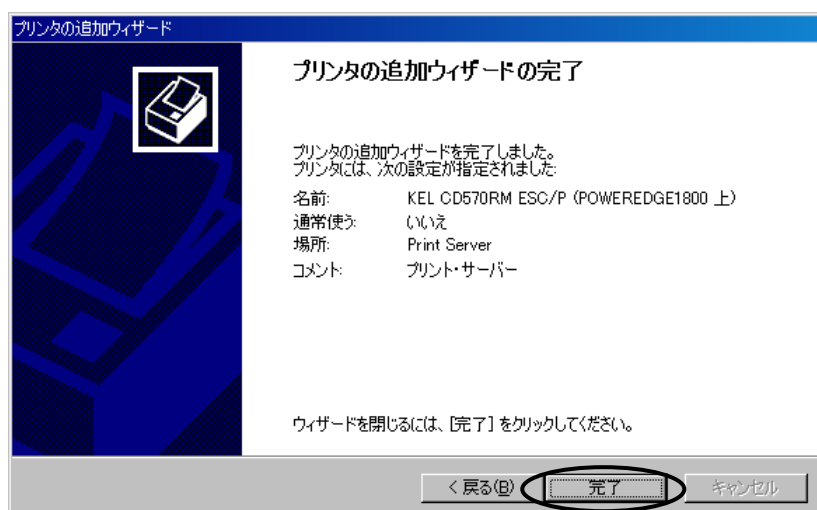 プリンタの追加ウィザード
プリンタの追加ウィザードの完了
プリンタの追加ウィザードを完了しました。
プリンタには、次の設定が指定されました:
名前: KEL CD570RM ESC/P (POWEREDGE1800 上)
通常使う: いいえ
場所: Print Server
コメント: プリント・サーバー
ウィザードを閉じるには、[完了] をクリックしてください。
< 戻る(B) 完了 キャンセル